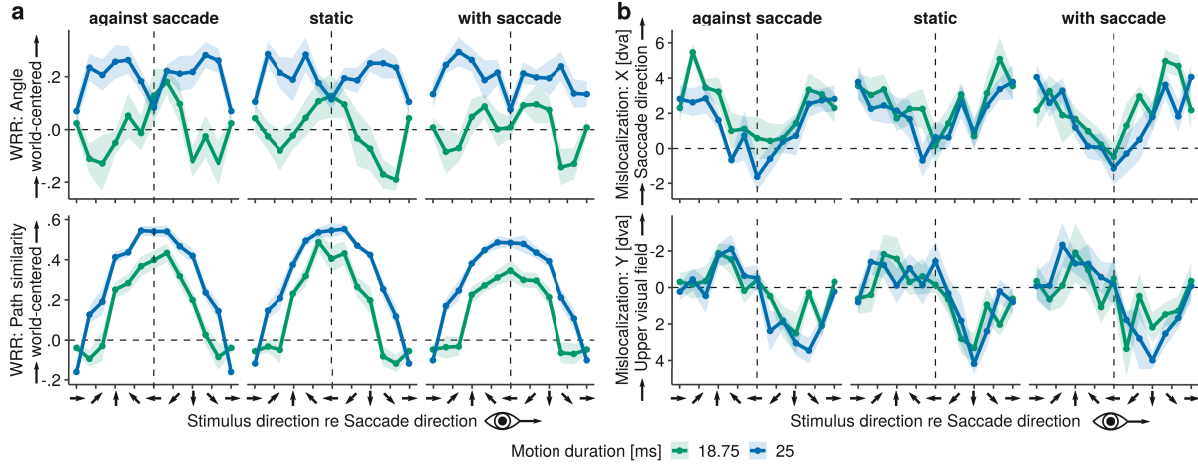 a
against saccade
static
with saccade
WRR: Angle
world-centered
.2
.0
-.2
WRR: Path similarity
world-centered
.6
.4
.2
.0
-.2
Stimulus direction re Saccade direction
b
against saccade
static
with saccade
Mislocalization: X [dva]
Saccade direction
6
4
2
0
-2
Mislocalization: Y [dva]
Upper visual field
-2
0
2
4
Stimulus direction re Saccade direction
Motion duration [ms] 18.75 25